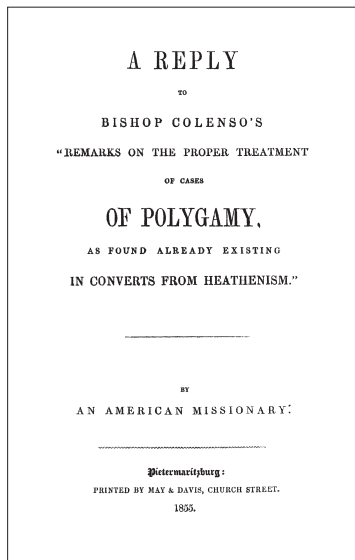 A REPLY
TO
BISHOP COLENSO'S
"REMARKS ON THE PROPER TREATMENT
OF CASES
OF POLYGAMY,
AS FOUND ALREADY EXISTING
IN CONVERTS FROM HEATHENISM."
BY
AN AMERICAN MISSIONARY.
Pietermaritzburg:
PRINTED BY MAY & DAVIS, CHURCH STREET.
1855.